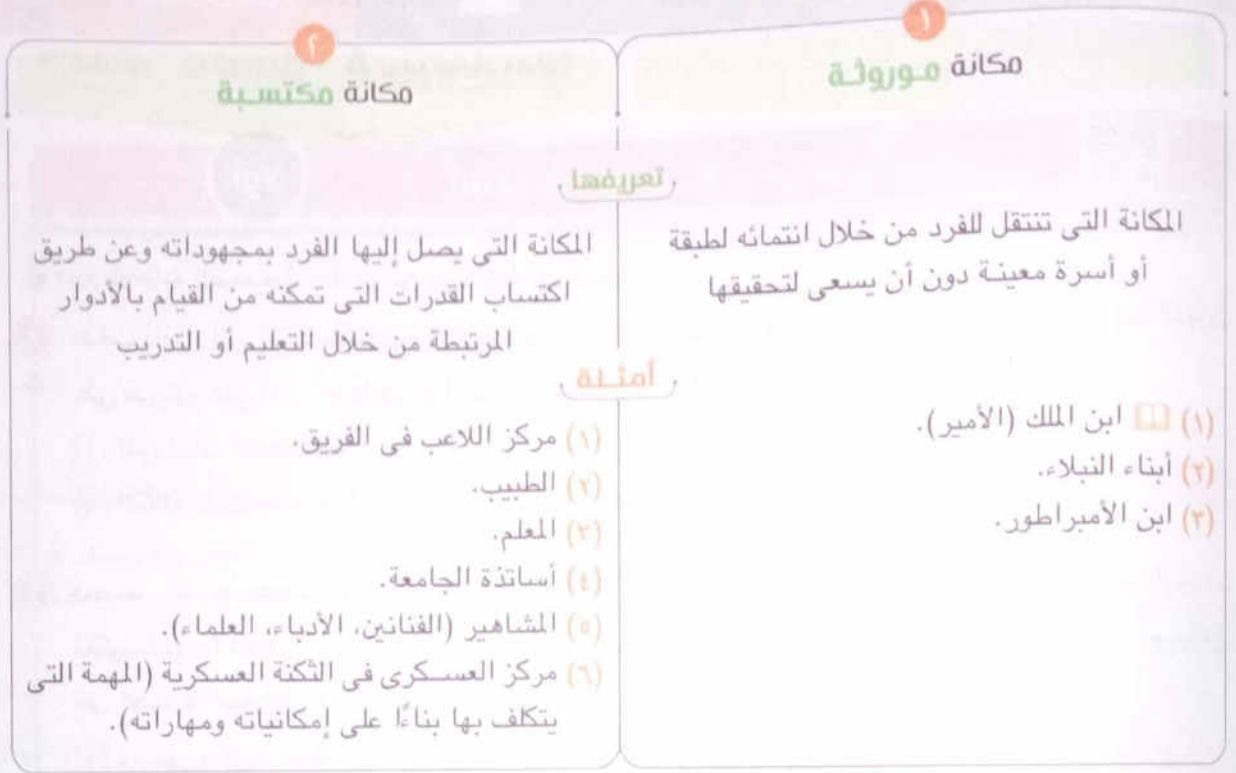 ١
مكانة موروثة
٢
مكانة مكتسبة
تعريفها
المكانة التى تنتقل للفرد من خلال انتمائه لطبقة
أو أسرة معينة دون أن يسعى لتحقيقها
المكانة التى يصل إليها الفرد بمجهوداته وعن طريق
اكتساب القدرات التى تمكنه من القيام بالأدوار
المرتبطة من خلال التعليم أو التدريب
أمثلة
(١) ابن الملك (الأمير).
(٢) أبناء النبلاء.
(٣) ابن الأمبراطور.
(١) مركز اللاعب فى الفريق.
(٢) الطبيب.
(٣) المعلم.
(٤) أساتذة الجامعة.
(٥) المشاهير (الفنانين، الأدباء، العلماء).
(٦) مركز العسكرى فى الثكنة العسكرية (المهمة التى
يتكلف بها بناءًا على إمكانياته ومهاراته).